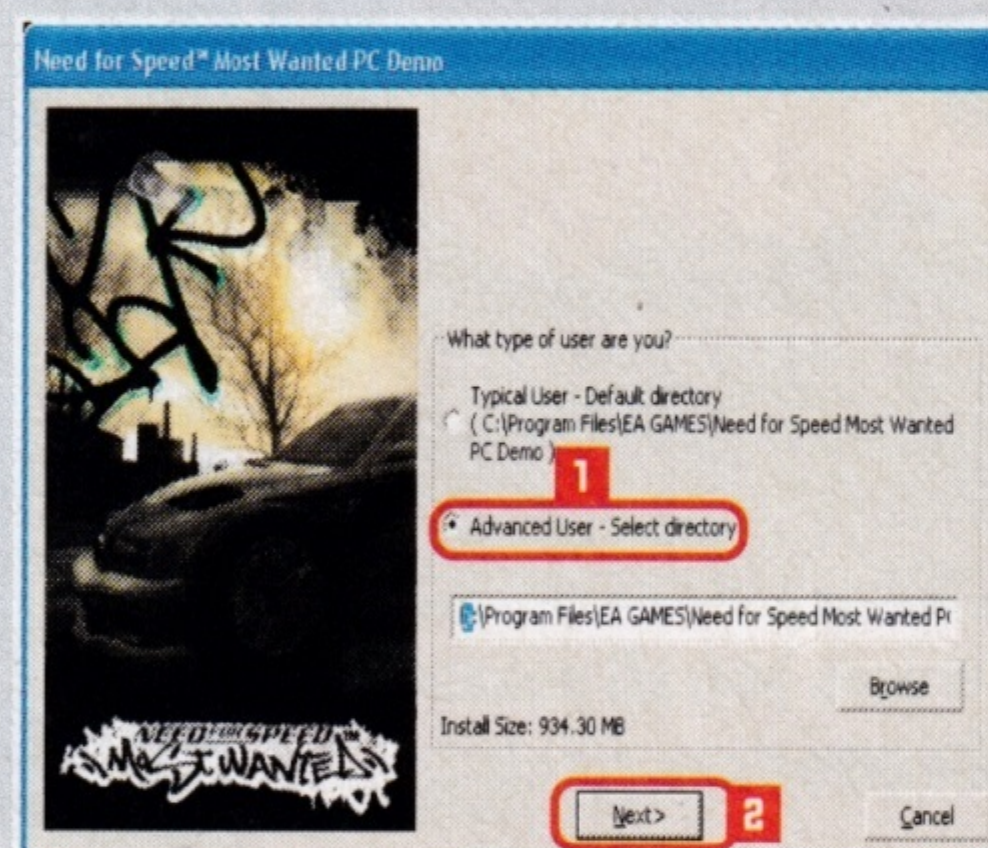 Need for Speed™ Most Wanted PC Demo
What type of user are you?
Typical User - Default directory
( C:\Program Files\EA GAMES\Need for Speed Most Wanted
PC Demo )
1
Advanced User - Select directory
C:\Program Files\EA GAMES\Need for Speed Most Wanted P
Browse
Install Size: 934.30 MB
NEED FOR SPEED™
MOST WANTED
Next>
2
Cancel